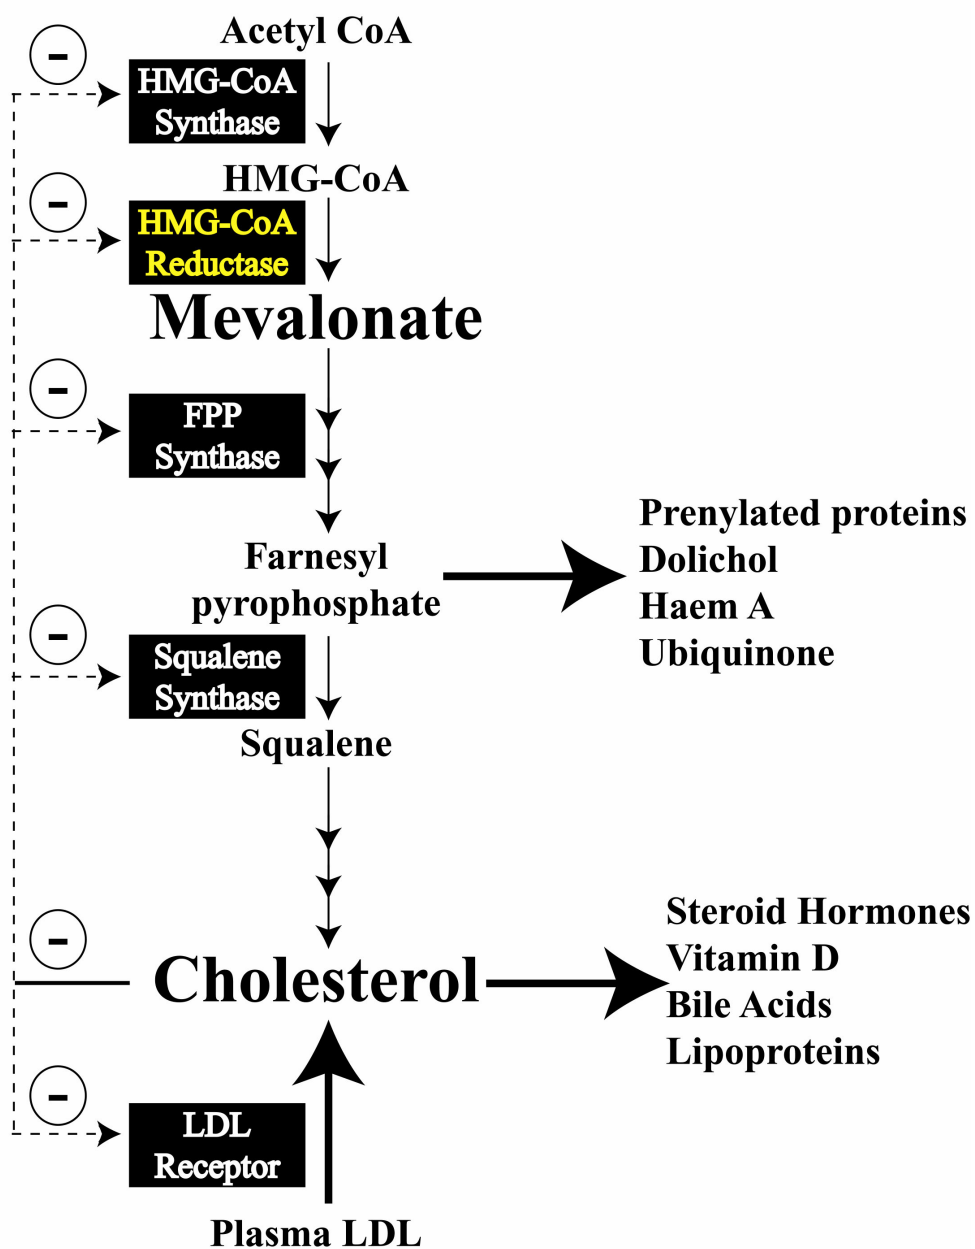 Acetyl CoA
-
HMG-CoA
Synthase
HMG-CoA
-
HMG-CoA
Reductase
Mevalonate
-
FPP
Synthase
Prenylated proteins
Dolichol
Haem A
Ubiquinone
Farnesyl
pyrophosphate
-
Squalene
Synthase
Squalene
-
Cholesterol
Steroid Hormones
Vitamin D
Bile Acids
Lipoproteins
-
LDL
Receptor
Plasma LDL